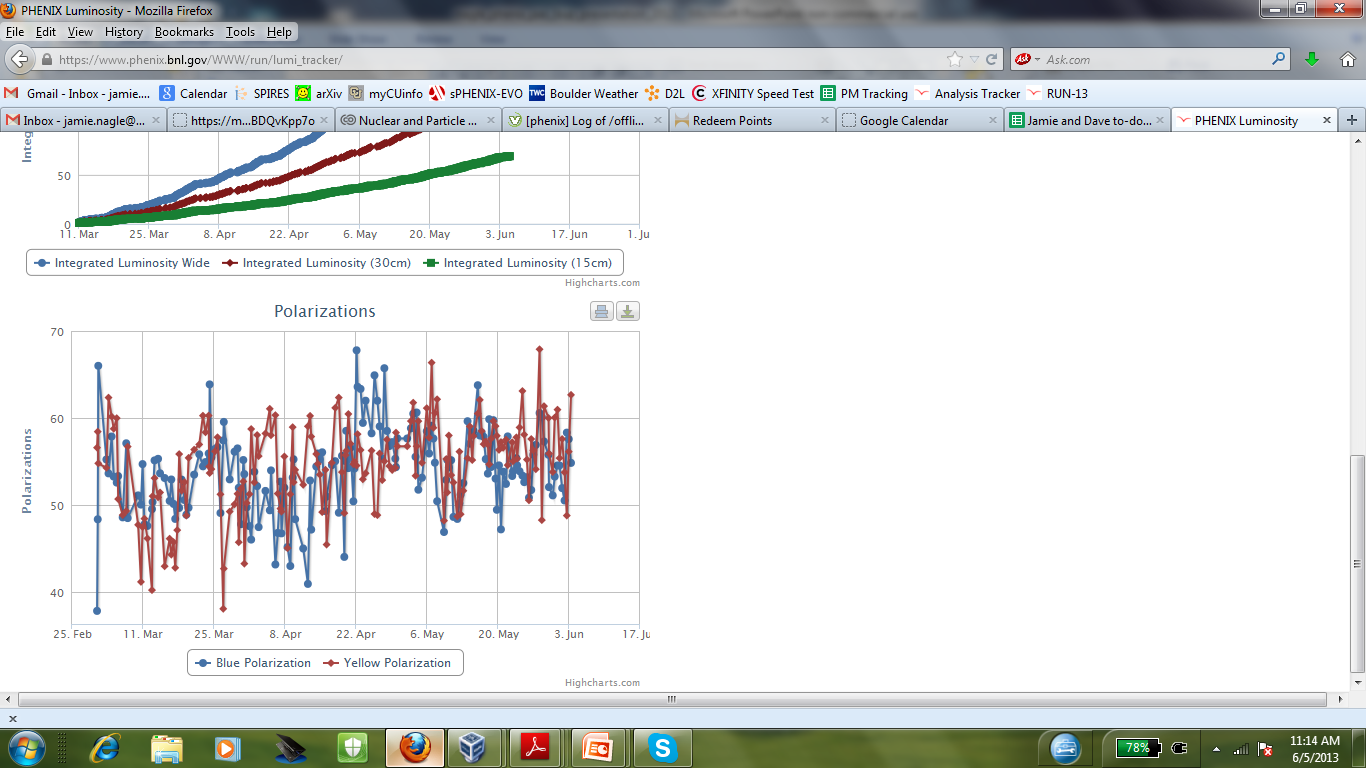 PHENIX Luminosity - Mozilla Firefox
File Edit View History Bookmarks Tools Help
https://www.phenix.bnl.gov/WWW/run/lumi_tracker/
Ask.com
Gmail - Inbox - jamie.... Calendar SPIRES arXiv myCUinfo sPHENIX-EVO TWC Boulder Weather D2L XFINITY Speed Test PM Tracking Analysis Tracker RUN-13
Inbox - jamie.nagle@... https://m...BDQvKpp7o Nuclear and Particle ... [phenix] Log of /offli... Redeem Points Google Calendar Jamie and Dave to-do... PHENIX Luminosity
Integ
50
0
11. Mar 25. Mar 8. Apr 22. Apr 6. May 20. May 3. Jun 17. Jun 1. Ju
Integrated Luminosity Wide Integrated Luminosity (30cm) Integrated Luminosity (15cm)
Highcharts.com
Polarizations
Polarizations
70
60
50
40
25. Feb 11. Mar 25. Mar 8. Apr 22. Apr 6. May 20. May 3. Jun 17. Ju
Blue Polarization Yellow Polarization
Highcharts.com
78%
11:14 AM
6/5/2013